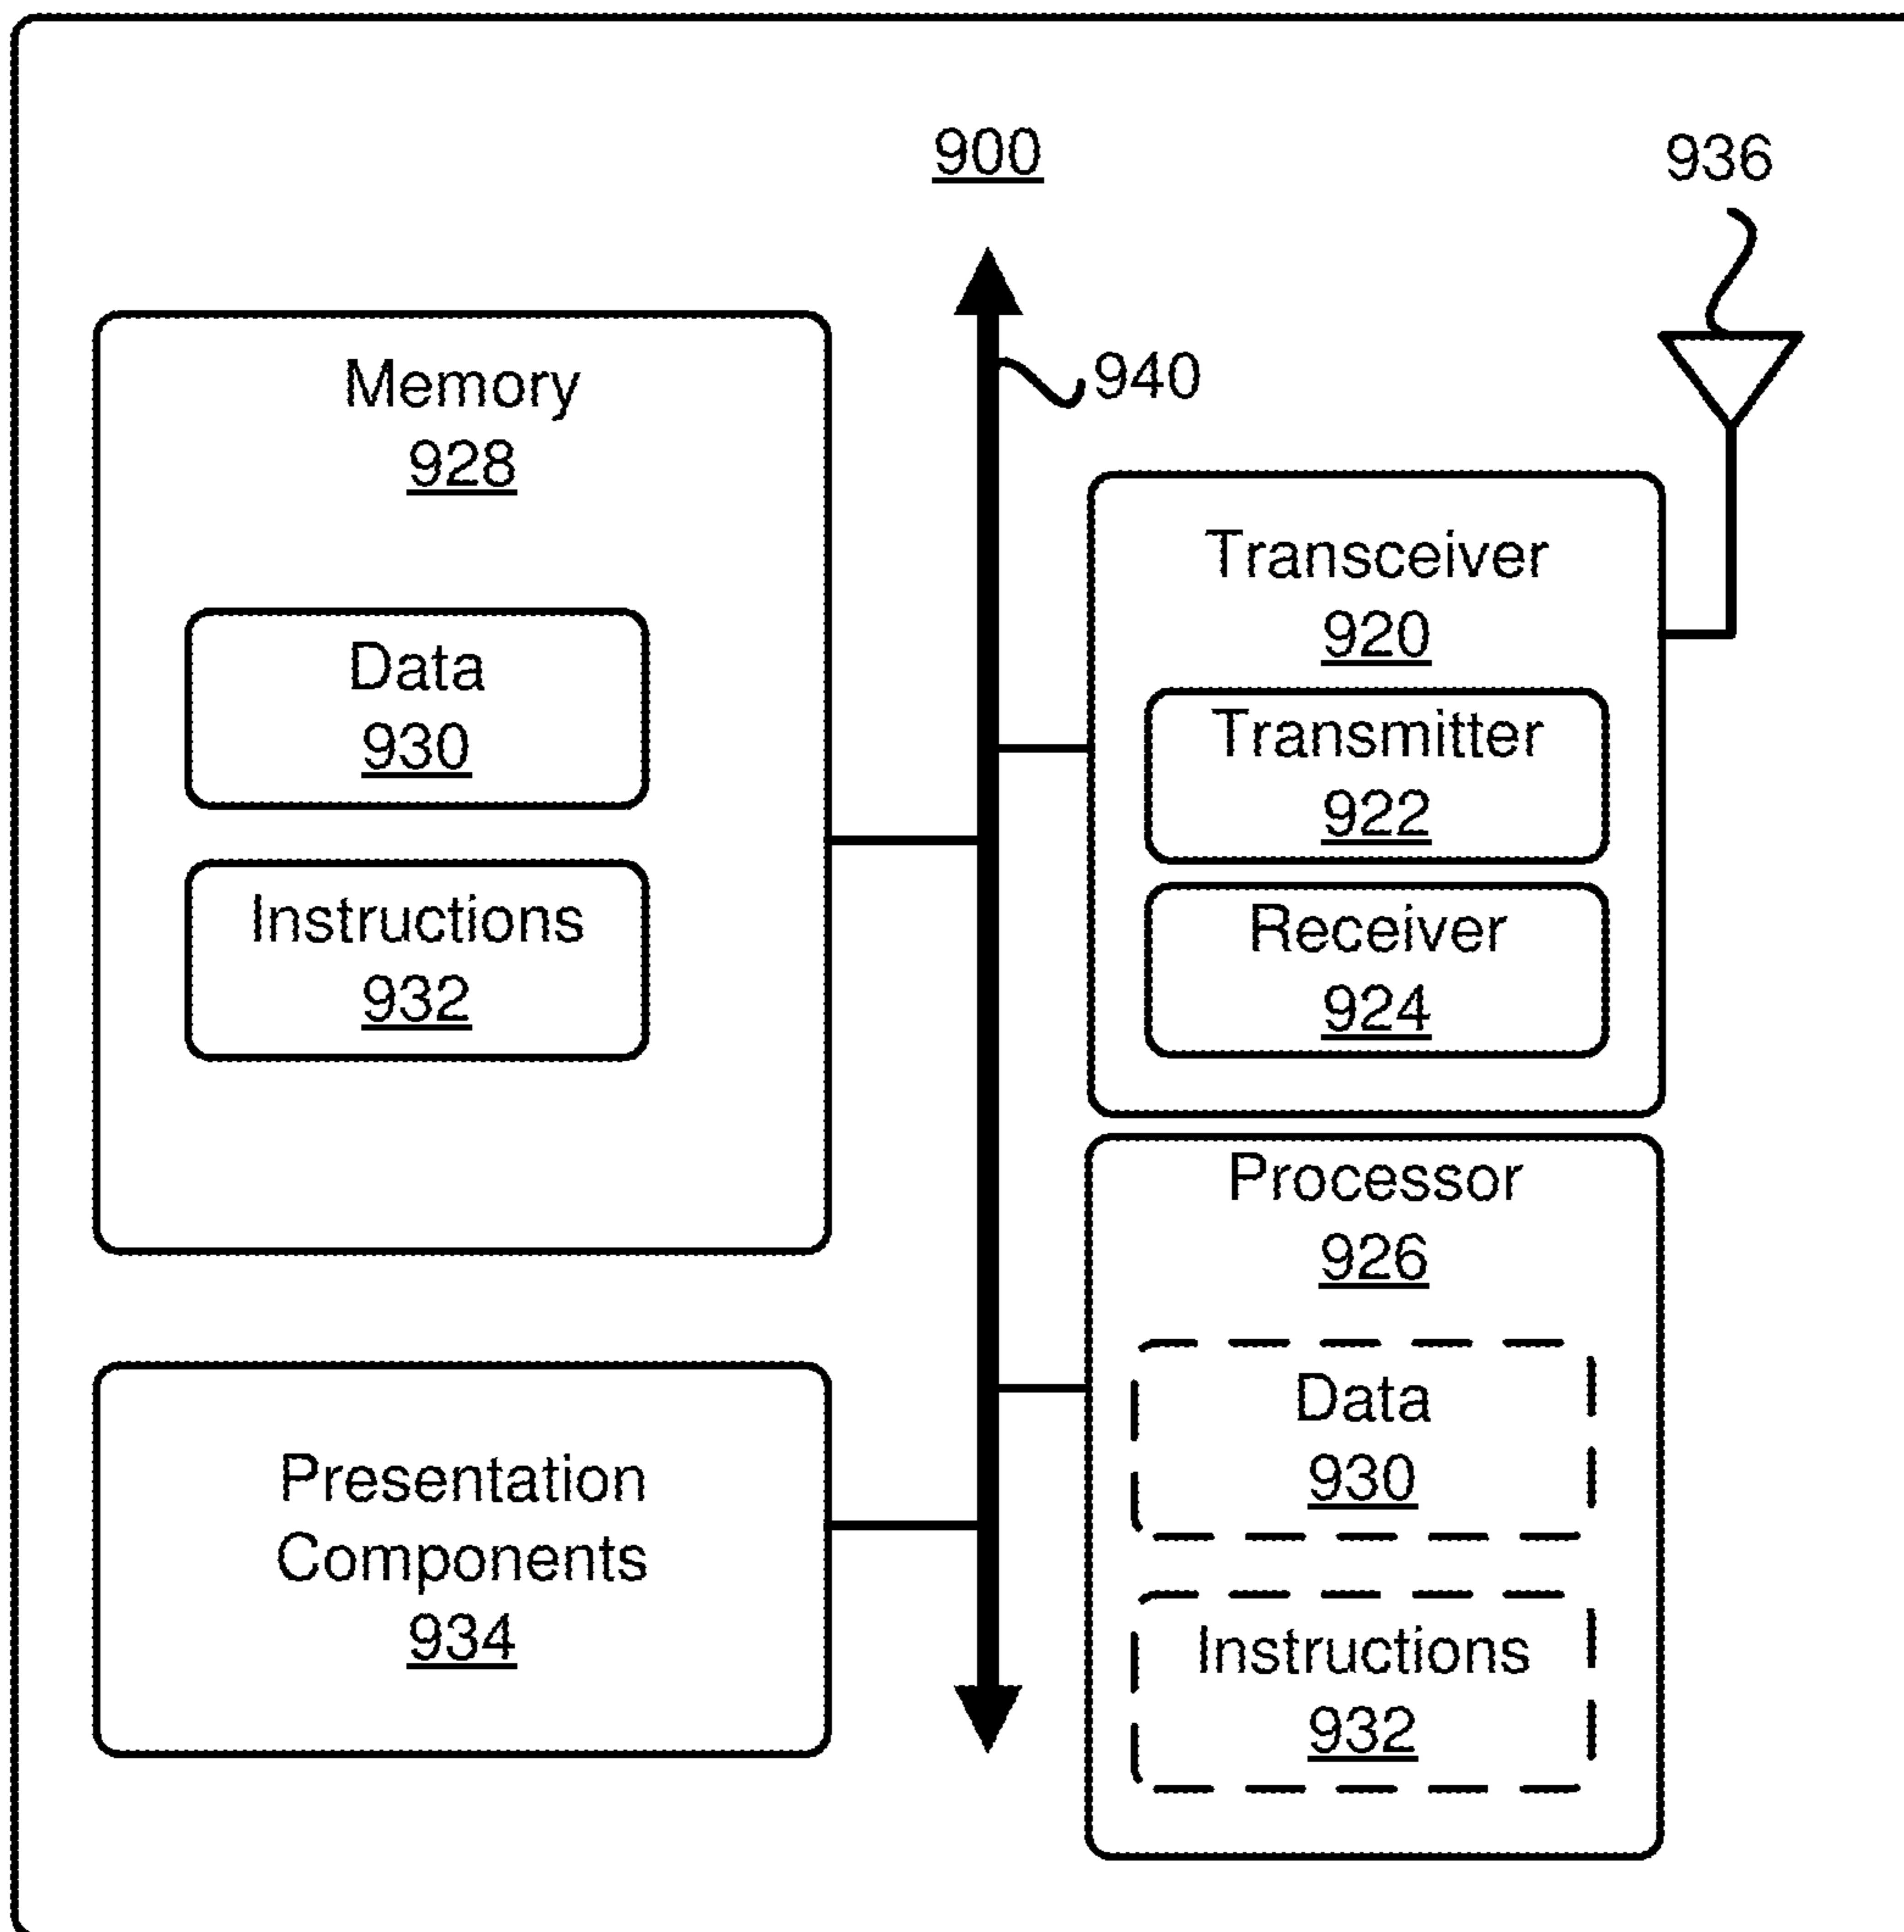 900
936
940
Memory
928
Data
930
Instructions
932
Transceiver
920
Transmitter
922
Receiver
924
Processor
926
Data
930
Instructions
932
Presentation
Components
934